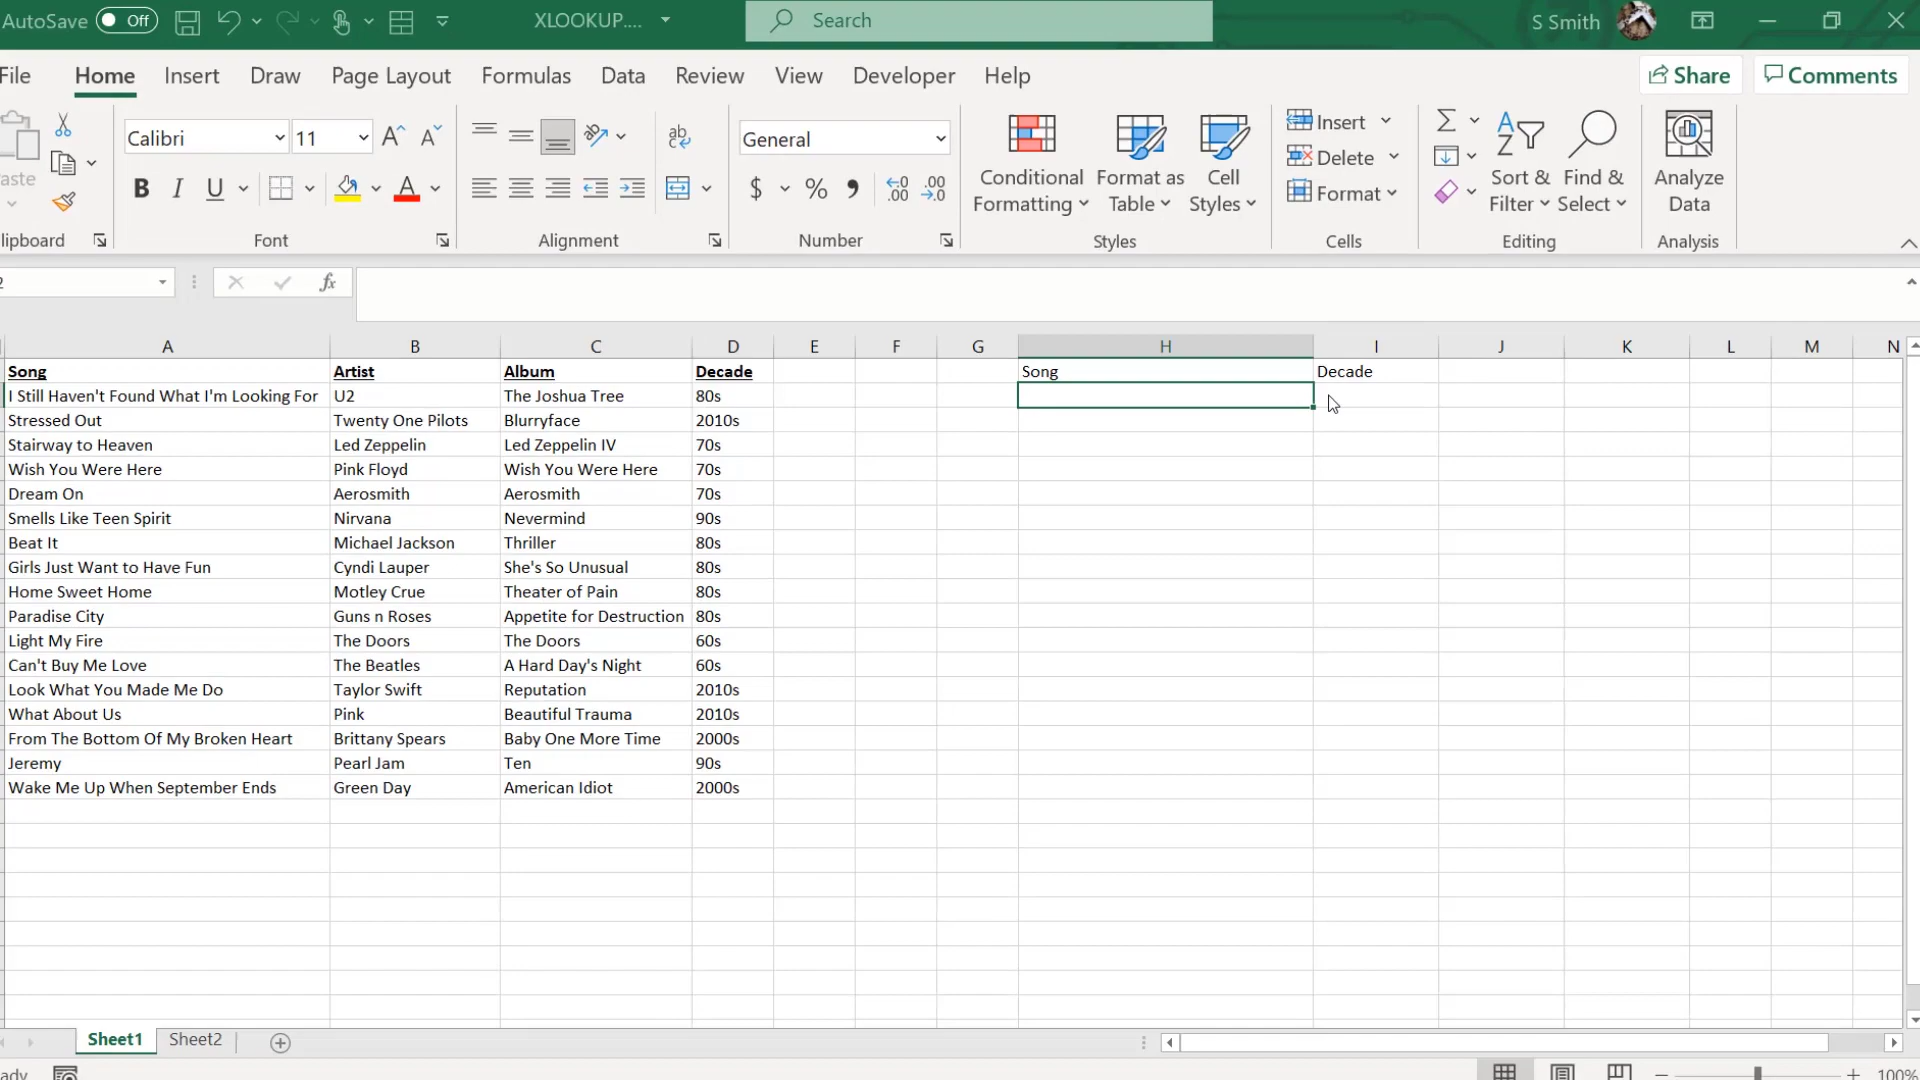 AutoSave Off XLOOKUP.... Search S Smith
File Home Insert Draw Page Layout Formulas Data Review View Developer Help Share Comments
Calibri 11 General
Insert
Delete
Format
Conditional Formatting
Format as Table
Cell Styles
Sort & Filter
Find & Select
Analyze Data
Font Alignment Number Styles Cells Editing Analysis
A B C D E F G H I J K L M N
Song Artist Album Decade Song Decade
I Still Haven't Found What I'm Looking For U2 The Joshua Tree 80s
Stressed Out Twenty One Pilots Blurryface 2010s
Stairway to Heaven Led Zeppelin Led Zeppelin IV 70s
Wish You Were Here Pink Floyd Wish You Were Here 70s
Dream On Aerosmith Aerosmith 70s
Smells Like Teen Spirit Nirvana Nevermind 90s
Beat It Michael Jackson Thriller 80s
Girls Just Want to Have Fun Cyndi Lauper She's So Unusual 80s
Home Sweet Home Motley Crue Theater of Pain 80s
Paradise City Guns n Roses Appetite for Destruction 80s
Light My Fire The Doors The Doors 60s
Can't Buy Me Love The Beatles A Hard Day's Night 60s
Look What You Made Me Do Taylor Swift Reputation 2010s
What About Us Pink Beautiful Trauma 2010s
From The Bottom Of My Broken Heart Brittany Spears Baby One More Time 2000s
Jeremy Pearl Jam Ten 90s
Wake Me Up When September Ends Green Day American Idiot 2000s
Sheet1 Sheet2
100%